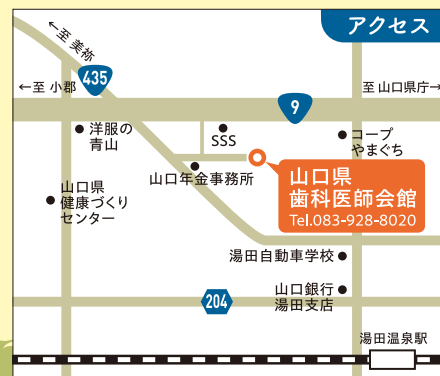 アクセス
←至 美祢
435
←至 小郡
9
至 山口県庁→
洋服の
青山
SSS
コープ
やまぐち
山口年金事務所
山口県
歯科医師会館
Tel.083-928-8020
山口県
健康づくり
センター
湯田自動車学校
204
山口銀行
湯田支店
湯田温泉駅